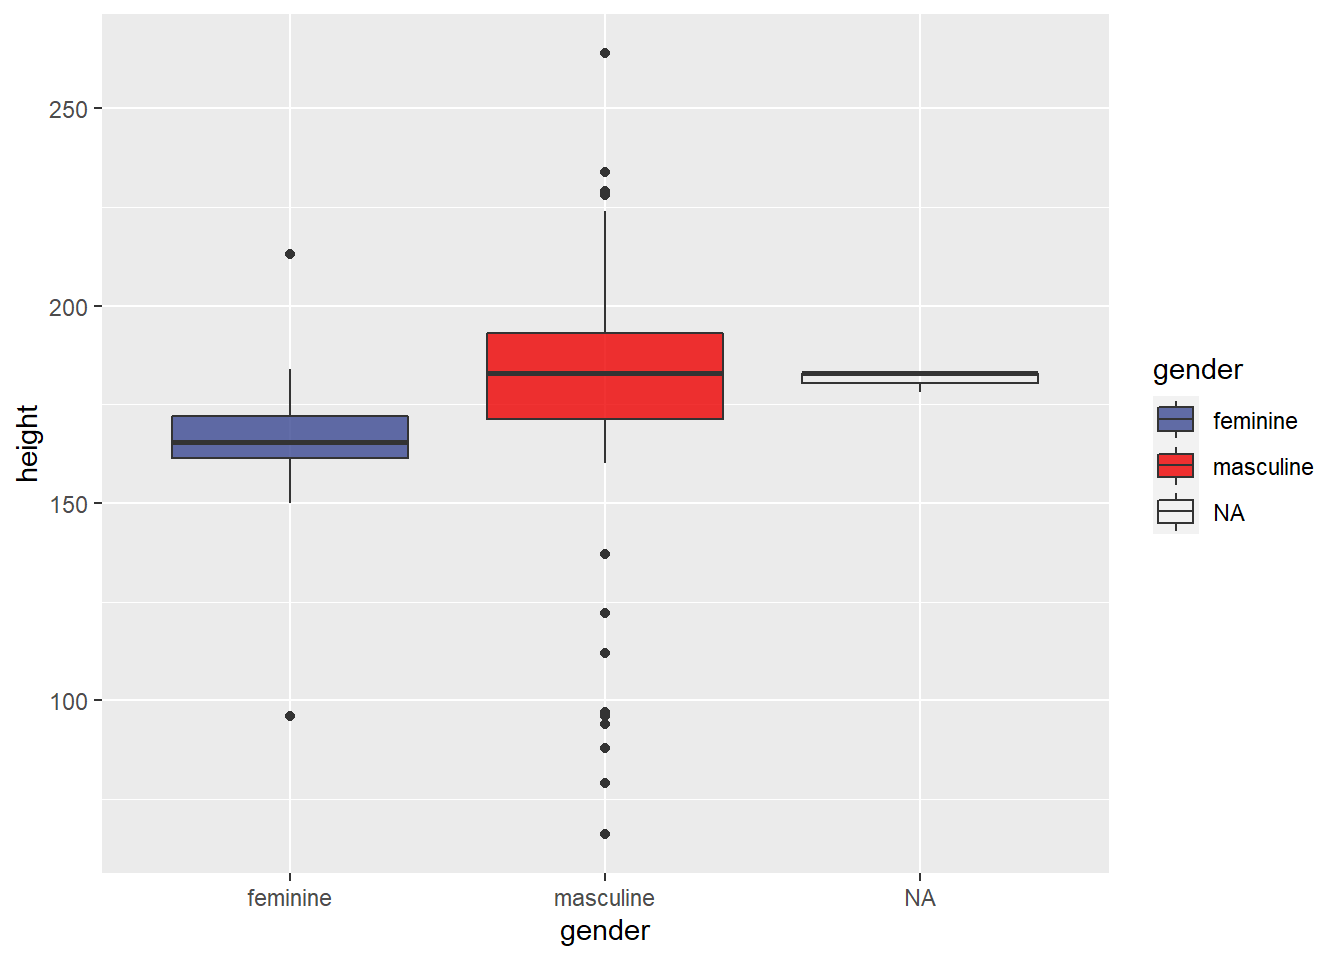 height
250
200
150
100
feminine
masculine
NA
gender
gender
feminine
masculine
NA